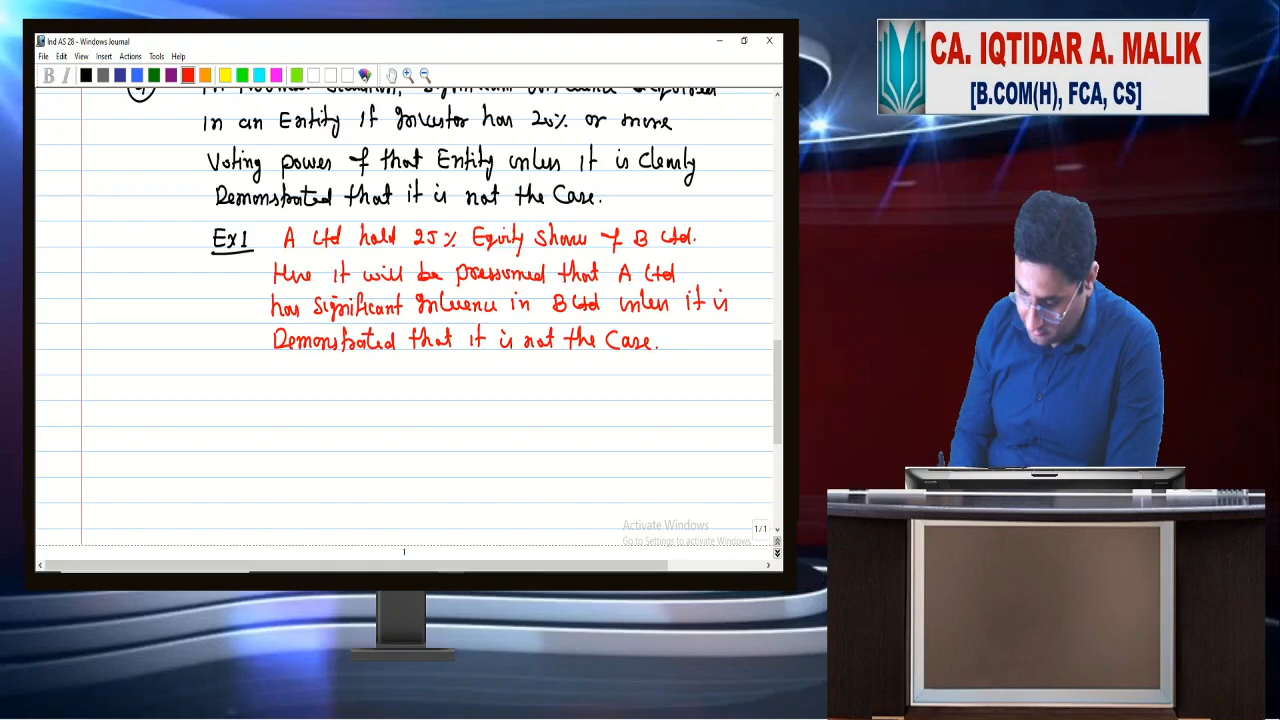 Ind AS 28 - Windows Journal
File Edit View Insert Actions Tools Help
B I
In an Entity If Investor has 20% or more
Voting power of that Entity unless it is Clearly
Demonstrated that it is not the Case.
Ex1 A Ltd hold 25% Equity Share of B Ltd.
Here it will be pressumed that A Ltd
has significant Influence in B Ltd unless it is
Demonstrated that it is not the Case.
Activate Windows
Go to Settings to activate Windows.
1/1
1
CA. IQTIDAR A. MALIK
[B.COM(H), FCA, CS]